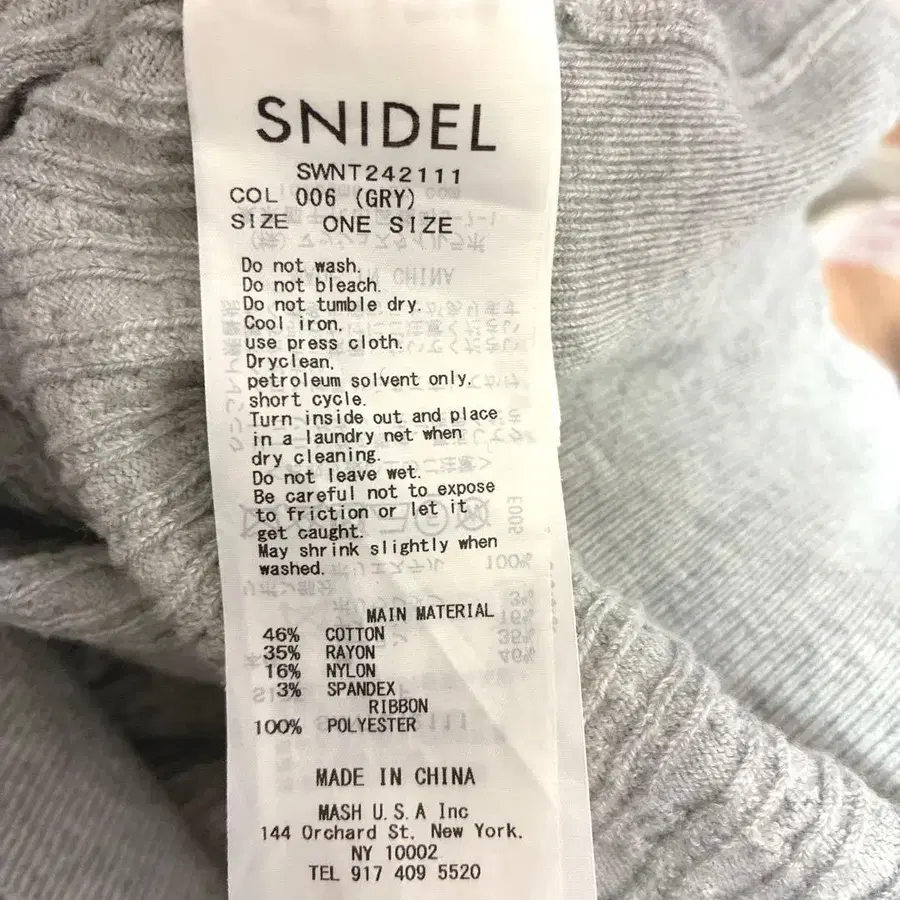 SNIDEL
SWNT242111
COL 006 (GRY)
SIZE ONE SIZE
Do not wash.
Do not bleach.
Do not tumble dry.
Cool iron,
use press cloth.
Dryclean,
petroleum solvent only,
short cycle.
Turn inside out and place
in a laundry net when
dry cleaning.
Do not leave wet.
Be careful not to expose
to friction or let it
get caught.
May shrink slightly when
washed.
MAIN MATERIAL
46% COTTON
35% RAYON
16% NYLON
3% SPANDEX
RIBBON
100% POLYESTER
MADE IN CHINA
MASH U.S.A Inc
144 Orchard St, New York,
NY 10002
TEL 917 409 5520